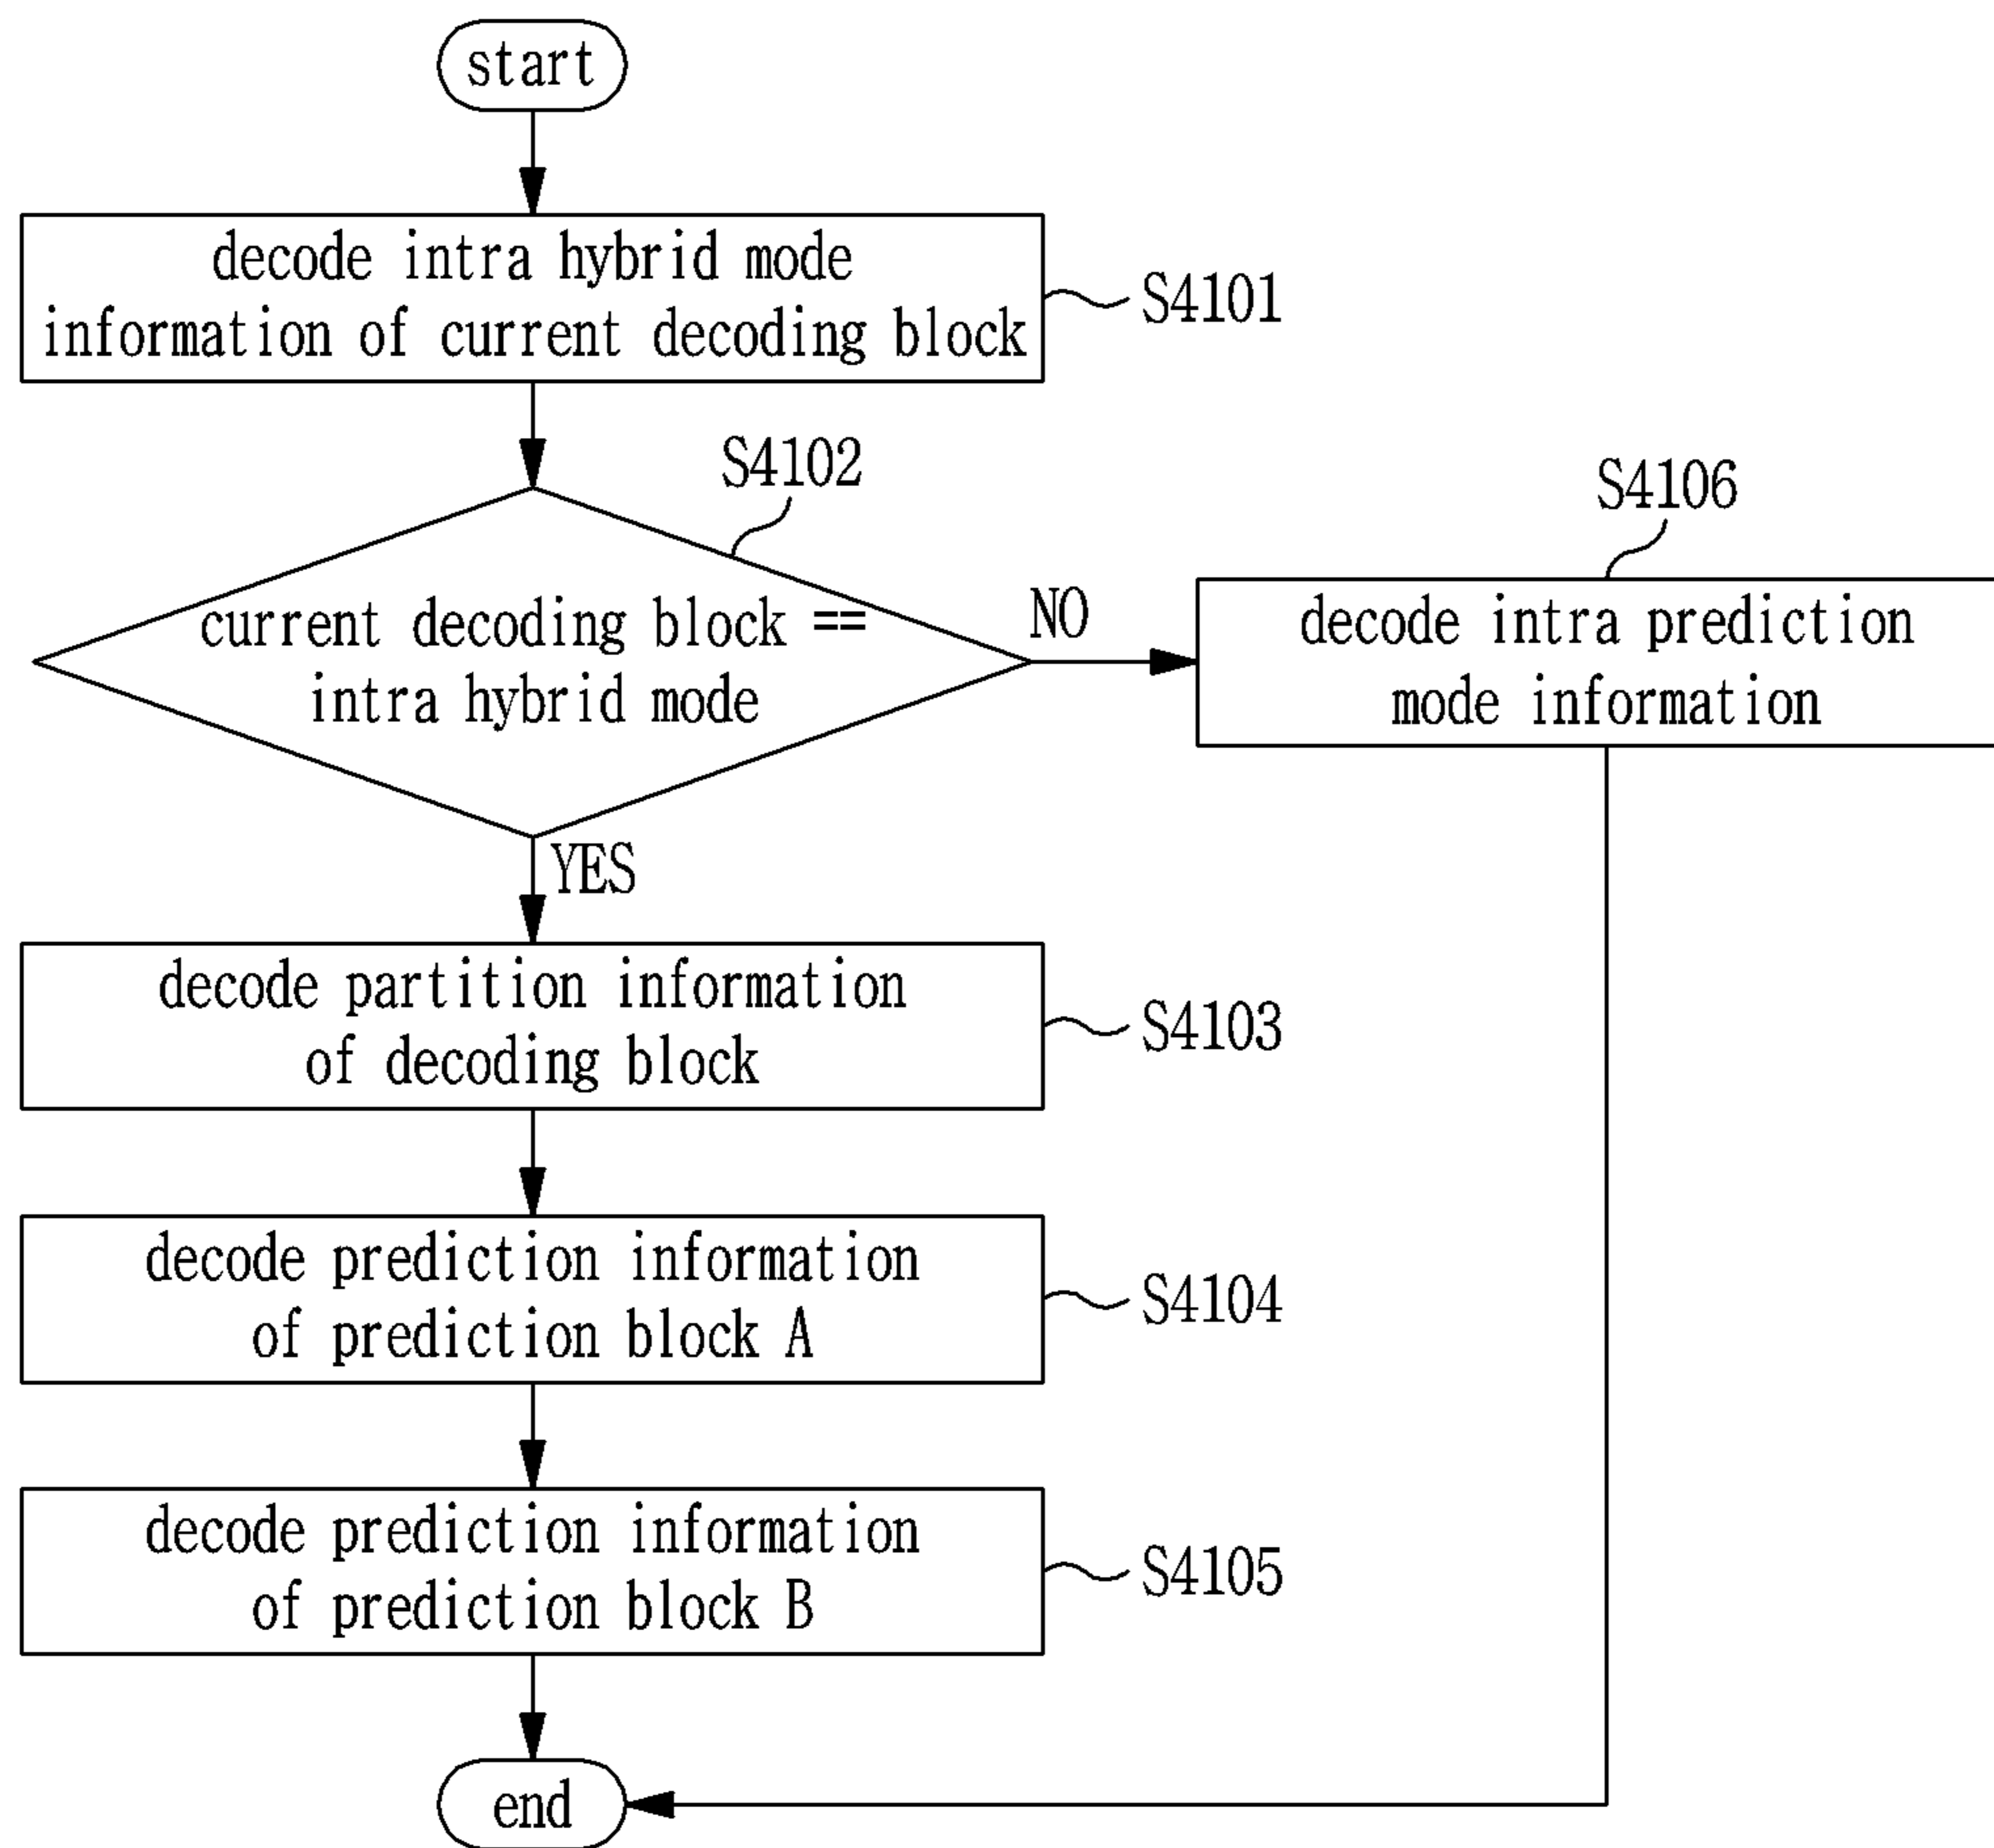 start
decode intra hybrid mode
information of current decoding block
S4101
S4102
current decoding block ==
intra hybrid mode
NO
S4106
decode intra prediction
mode information
YES
decode partition information
of decoding block
S4103
decode prediction information
of prediction block A
S4104
decode prediction information
of prediction block B
S4105
end